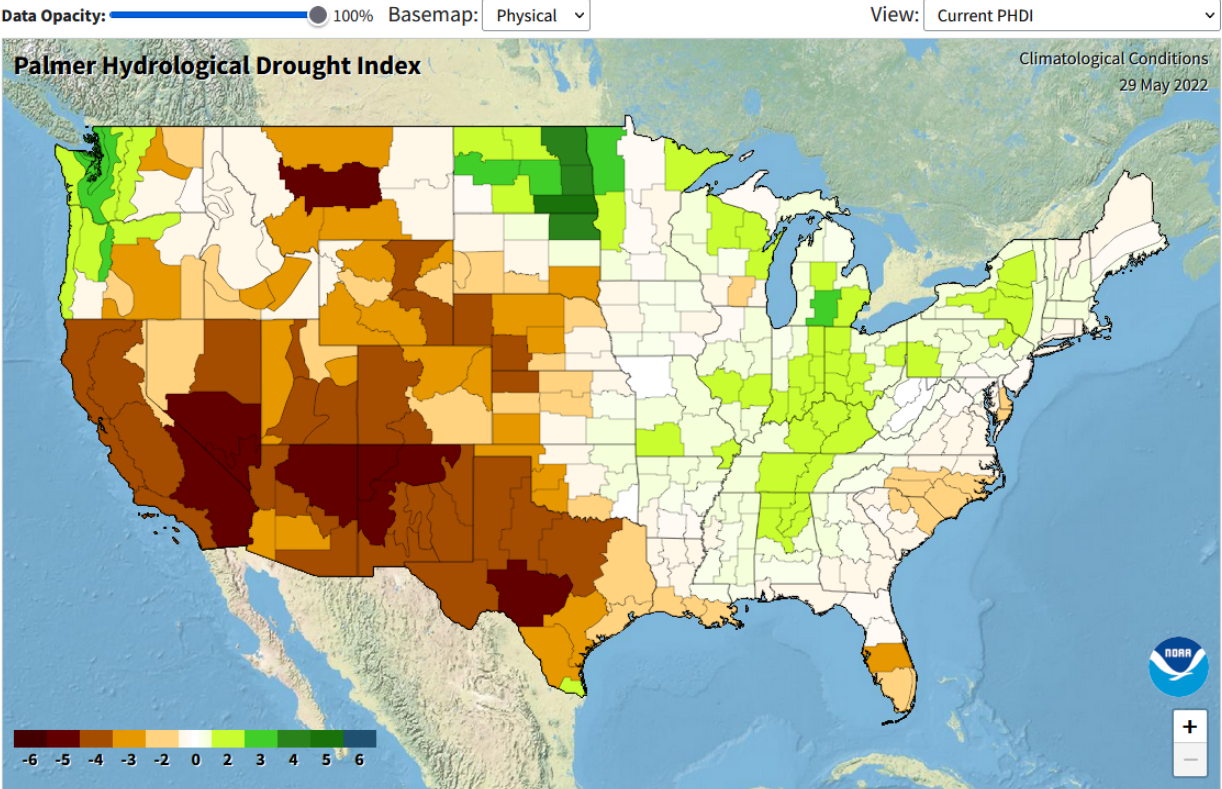 Data Opacity: 100% Basemap: Physical View: Current PHDI
Palmer Hydrological Drought Index
Climatological Conditions
29 May 2022
NOAA
+
−
-6 -5 -4 -3 -2 0 2 3 4 5 6